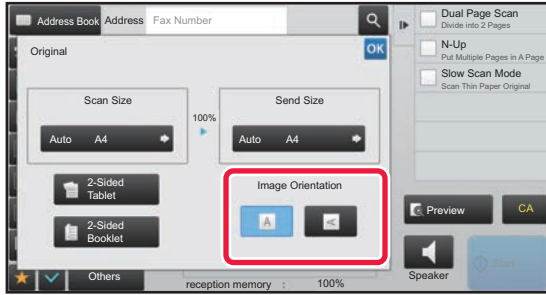 Address Book Address Fax Number
Original
OK
Scan Size
Auto A4
100%
Send Size
Auto A4
2-Sided
Tablet
2-Sided
Booklet
Image Orientation
A
A
Others
reception memory : 100%
Dual Page Scan
Divide into 2 Pages
N-Up
Put Multiple Pages in A Page
Slow Scan Mode
Scan Thin Paper Original
Preview
CA
Speaker
Start